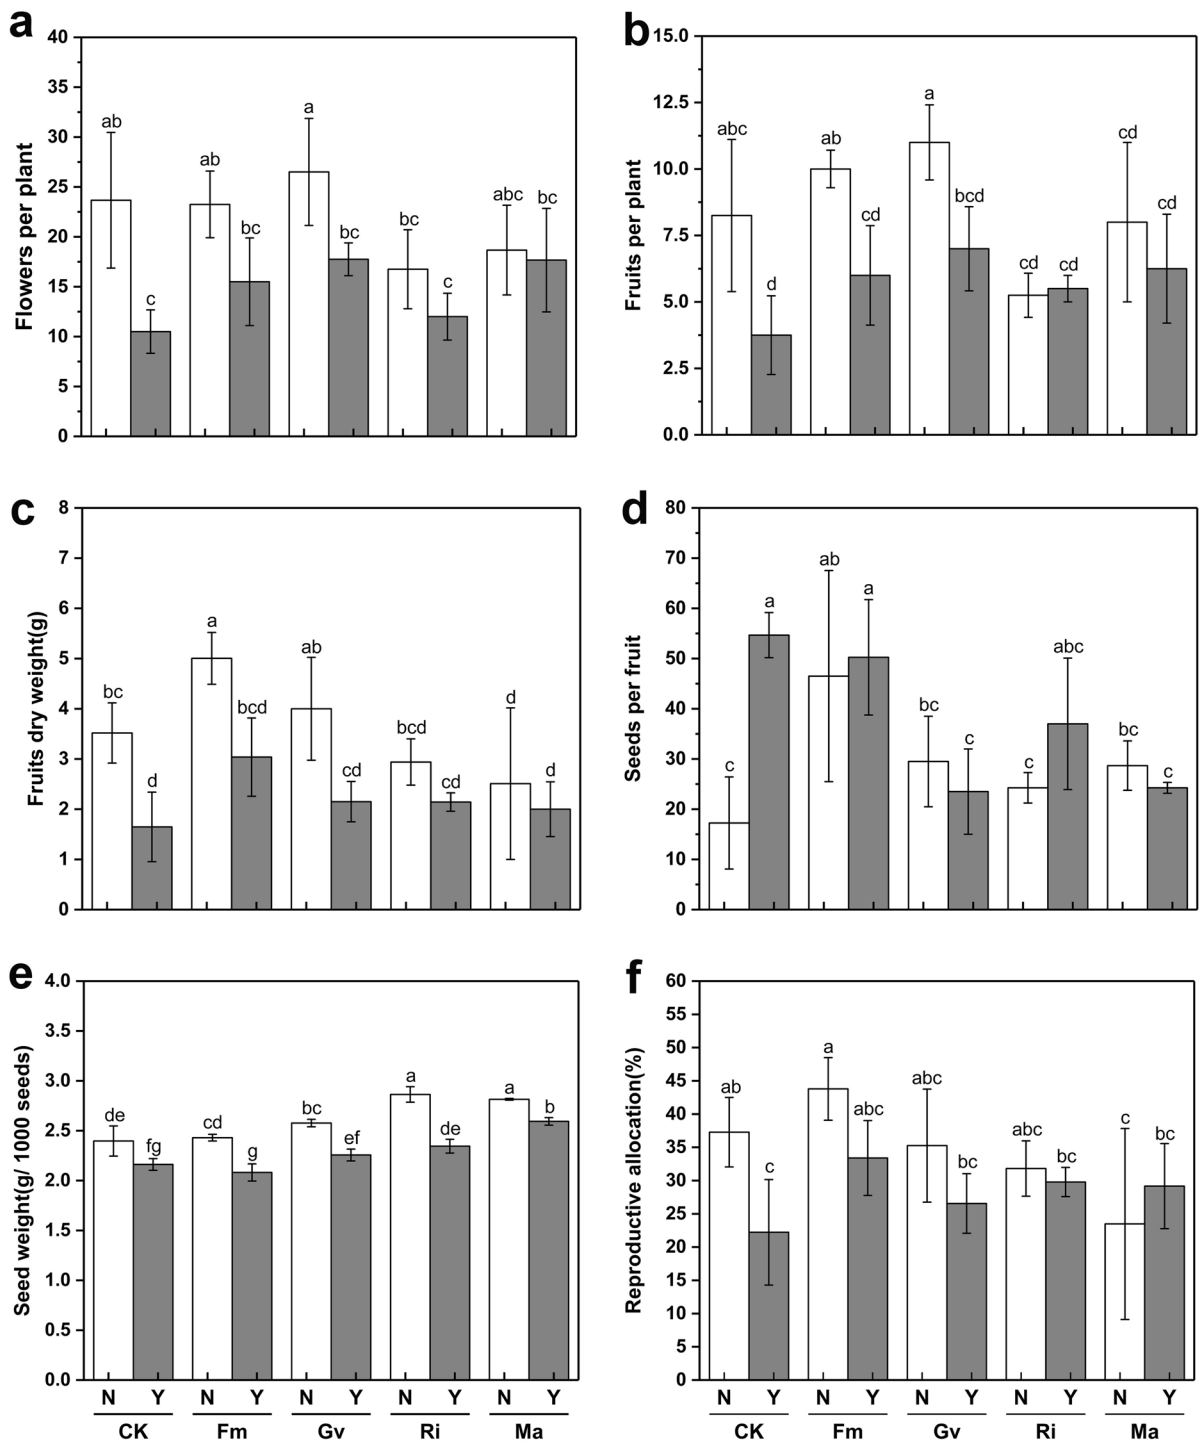 a
40
35
30
25
20
15
10
5
0
Flowers per plant
ab
c
ab
bc
a
bc
bc
c
abc
bc
b
15.0
12.5
10.0
7.5
5.0
2.5
0.0
Fruits per plant
abc
d
ab
cd
a
bcd
cd
cd
cd
cd
c
8
7
6
5
4
3
2
1
0
Fruits dry weight(g)
bc
d
a
bcd
ab
cd
bcd
cd
d
d
d
80
70
60
50
40
30
20
10
0
Seeds per fruit
c
a
ab
a
bc
c
c
abc
bc
c
e
4.0
3.5
3.0
2.5
2.0
1.5
1.0
0.5
0.0
Seed weight(g/ 1000 seeds)
de
fg
cd
g
bc
ef
a
de
a
b
N Y N Y N Y N Y N Y
CK Fm Gv Ri Ma
f
60
55
50
45
40
35
30
25
20
15
10
5
0
Reproductive allocation(%)
ab
c
a
abc
abc
bc
abc
bc
c
bc
N Y N Y N Y N Y N Y
CK Fm Gv Ri Ma